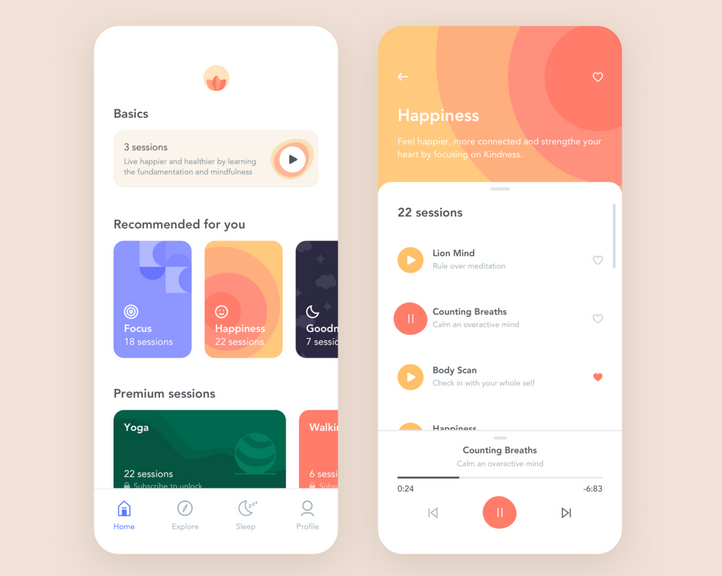 Basics
3 sessions
Live happier and healthier by learning
the fundamentation and mindfulness
Recommended for you
Focus
18 sessions
Happiness
22 sessions
Goodn
7 sessio
Premium sessions
Yoga
22 sessions
Subscribe to unlock
Walkin
6 sessi
Subs
Home
Explore
Sleep
Profile
Happiness
Feel happier, more connected and strengthe your
heart by focusing on Kindness.
22 sessions
Lion Mind
Rule over meditation
Counting Breaths
Calm an overactive mind
Body Scan
Check in with your whole self
Happiness
Counting Breaths
Calm an overactive mind
0:24
-6:83